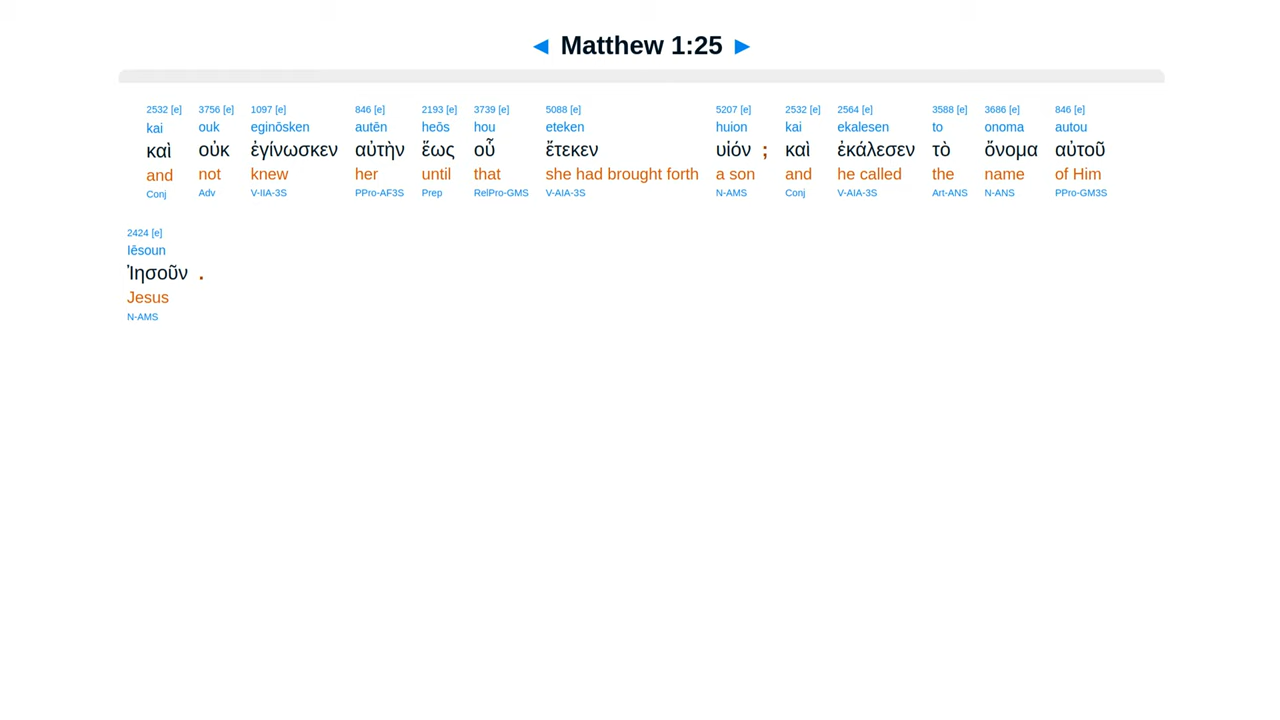 ◄ Matthew 1:25 ►
2532 [e] 3756 [e] 1097 [e] 846 [e] 2193 [e] 3739 [e] 5088 [e] 5207 [e] 2532 [e] 2564 [e] 3588 [e] 3686 [e] 846 [e]
kai ouk eginōsken autēn heōs hou eteken huion kai ekalesen to onoma autou
καὶ οὐκ ἐγίνωσκεν αὐτὴν ἕως οὗ ἔτεκεν υἱόν ; καὶ ἐκάλεσεν τὸ ὄνομα αὐτοῦ
and not knew her until that she had brought forth a son and he called the name of Him
Conj Adv V-IIA-3S PPro-AF3S Prep RelPro-GMS V-AIA-3S N-AMS Conj V-AIA-3S Art-ANS N-ANS PPro-GM3S
2424 [e]
Iēsoun
Ἰησοῦν .
Jesus
N-AMS